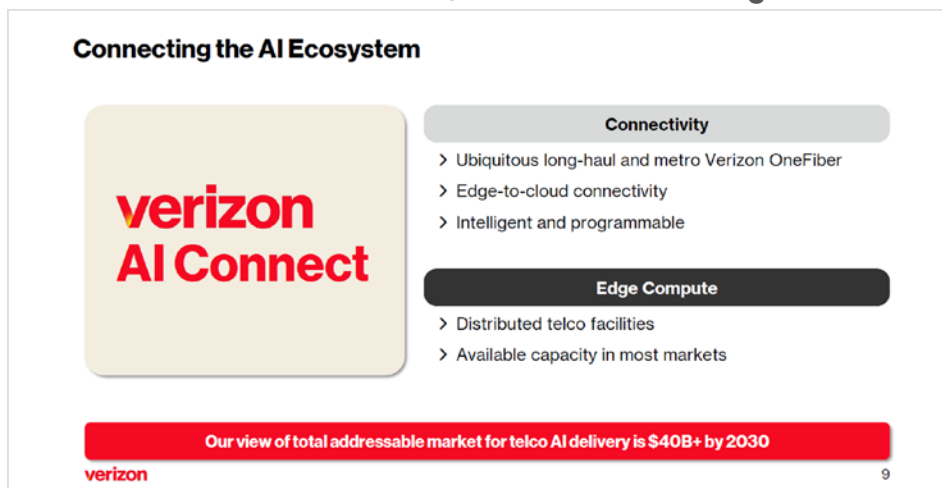 Connecting the AI Ecosystem
verizon
AI Connect
Connectivity
> Ubiquitous long-haul and metro Verizon OneFiber
> Edge-to-cloud connectivity
> Intelligent and programmable
Edge Compute
> Distributed telco facilities
> Available capacity in most markets
Our view of total addressable market for telco AI delivery is $40B+ by 2030
verizon
9